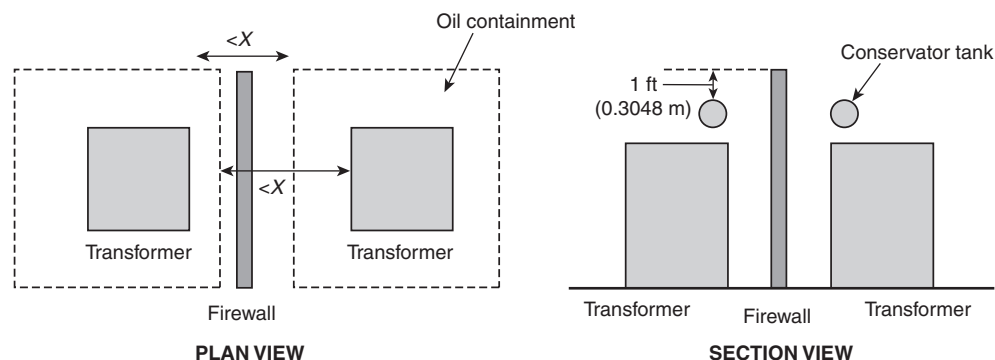 <X
Oil containment
<X
Transformer
Transformer
Firewall
PLAN VIEW
1 ft
(0.3048 m)
Conservator tank
Transformer
Firewall
Transformer
SECTION VIEW